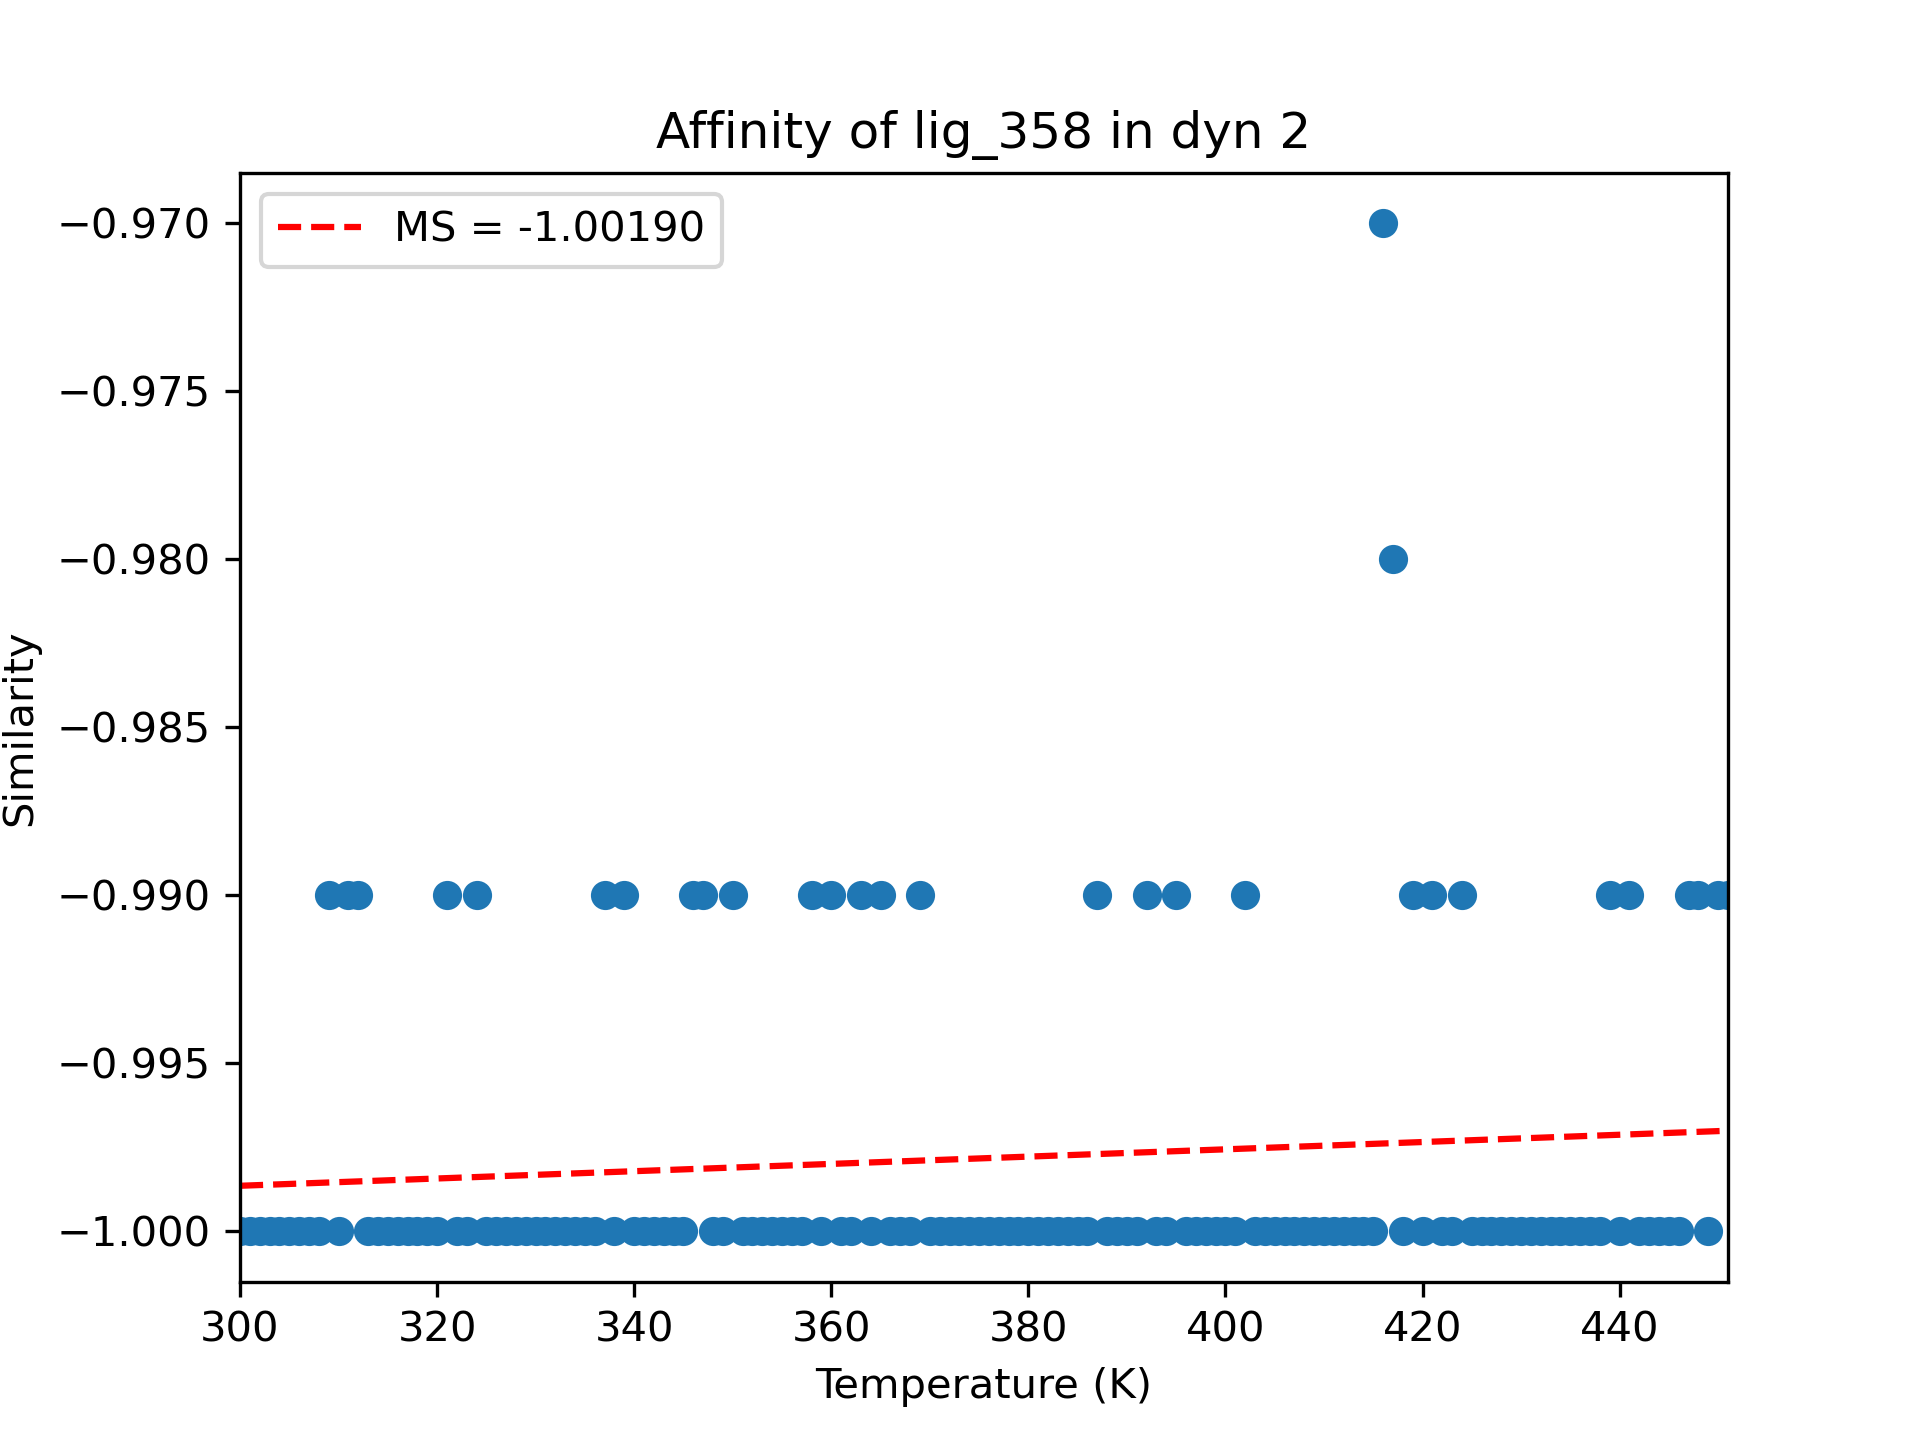 Affinity of lig_358 in dyn 2
MS = -1.00190
−0.970
−0.975
−0.980
−0.985
−0.990
−0.995
−1.000
Similarity
300 320 340 360 380 400 420 440
Temperature (K)